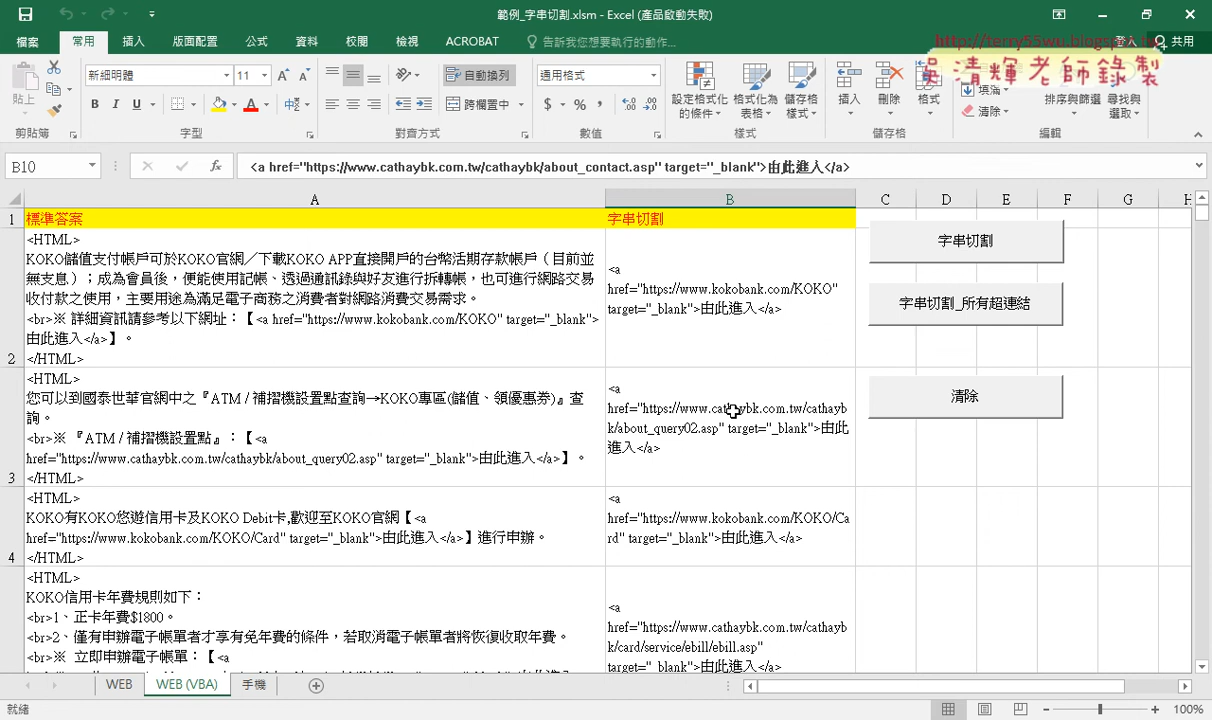 範例_字串切割.xlsm - Excel (產品啟動失敗)
檔案 常用 插入 版面配置 公式 資料 校閱 檢視 ACROBAT 告訴我您想要執行的動作... 登入 共用
http://terry55wu.blogspot.tw
吳清輝老師錄製
貼上 新細明體 11 自動換列 通用格式 設定格式化的條件 格式化為表格 儲存格樣式 插入 刪除 格式 填滿 清除 排序與篩選 尋找與選取
B I U 中 跨欄置中 $ %
剪貼簿 字型 對齊方式 數值 樣式 儲存格 編輯
B10 fx <a href="https://www.cathaybk.com.tw/cathaybk/about_contact.asp" target="_blank">由此進入</a>
A B C D E F G H
1 標準答案 字串切割
<HTML>
KOKO儲值支付帳戶可於KOKO官網／下載KOKO APP直接開戶的台幣活期存款帳戶（目前並
無支息）；成為會員後，便能使用記帳、透過通訊錄與好友進行拆轉帳，也可進行網路交易
收付款之使用，主要用途為滿足電子商務之消費者對網路消費交易需求。
<br>※ 詳細資訊請參考以下網址：【<a href="https://www.kokobank.com/KOKO" target="_blank">
由此進入</a>】。
2 </HTML>
<a
href="https://www.kokobank.com/KOKO"
target="_blank">由此進入</a>
<HTML>
您可以到國泰世華官網中之『ATM / 補摺機設置點查詢→KOKO專區(儲值、領優惠券)』查
詢。
<br>※ 『ATM / 補摺機設置點』：【<a
href="https://www.cathaybk.com.tw/cathaybk/about_query02.asp" target="_blank">由此進入</a>】。
3 </HTML>
<a
href="https://www.cathaybk.com.tw/cathayb
k/about_query02.asp" target="_blank">由此
進入</a>
<HTML>
KOKO有KOKO悠遊信用卡及KOKO Debit卡,歡迎至KOKO官網【<a
href="https://www.kokobank.com/KOKO/Card" target="_blank">由此進入</a>】進行申辦。
4 </HTML>
<a
href="https://www.kokobank.com/KOKO/Ca
rd" target="_blank">由此進入</a>
<HTML>
KOKO信用卡年費規則如下：
<br>1、正卡年費$1800。
<br>2、僅有申辦電子帳單者才享有免年費的條件，若取消電子帳單者將恢復收取年費。
<br>※ 立即申辦電子帳單：【<a
<a
href="https://www.cathaybk.com.tw/cathayb
k/card/service/ebill/ebill.asp"
target="_blank">由此進入</a>
字串切割
字串切割_所有超連結
清除
WEB WEB (VBA) 手機
就緒 100%